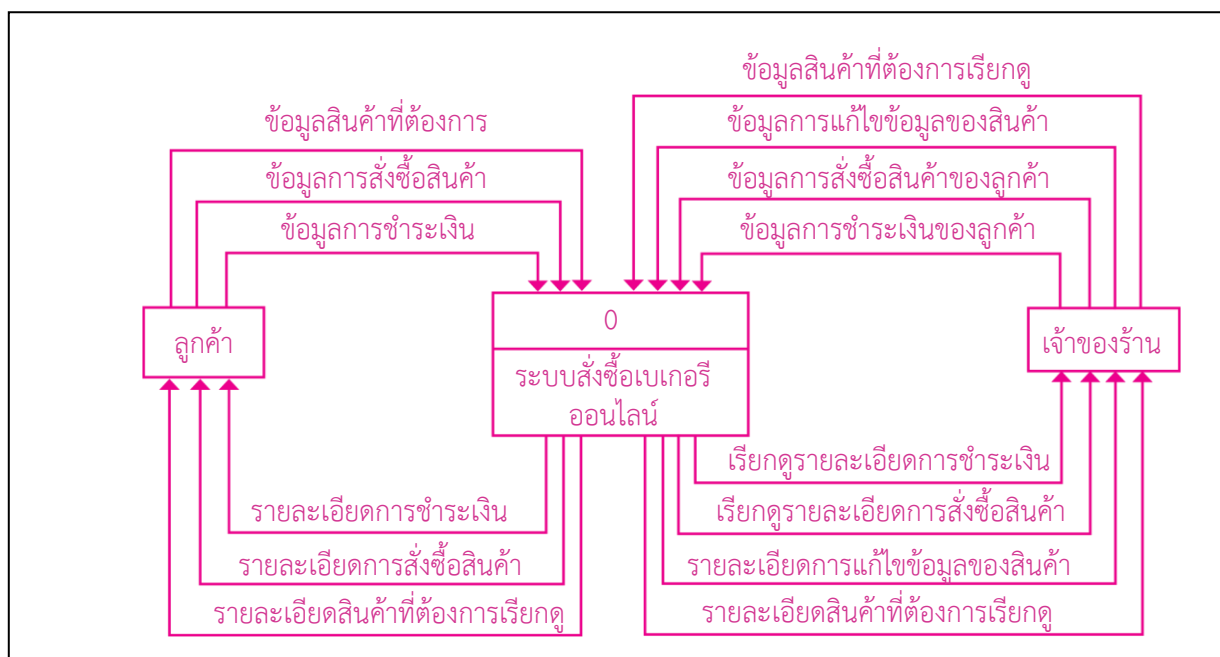 ข้อมูลสินค้าที่ต้องการเรียกดู
ข้อมูลสินค้าที่ต้องการ
ข้อมูลการแก้ไขข้อมูลของสินค้า
ข้อมูลการสั่งซื้อสินค้า
ข้อมูลการสั่งซื้อสินค้าของลูกค้า
ข้อมูลการชำระเงิน
ข้อมูลการชำระเงินของลูกค้า
ลูกค้า
0
ระบบสั่งซื้อเบเกอรี
ออนไลน์
เจ้าของร้าน
เรียกดูรายละเอียดการชำระเงิน
รายละเอียดการชำระเงิน
เรียกดูรายละเอียดการสั่งซื้อสินค้า
รายละเอียดการสั่งซื้อสินค้า
รายละเอียดการแก้ไขข้อมูลของสินค้า
รายละเอียดสินค้าที่ต้องการเรียกดู
รายละเอียดสินค้าที่ต้องการเรียกดู